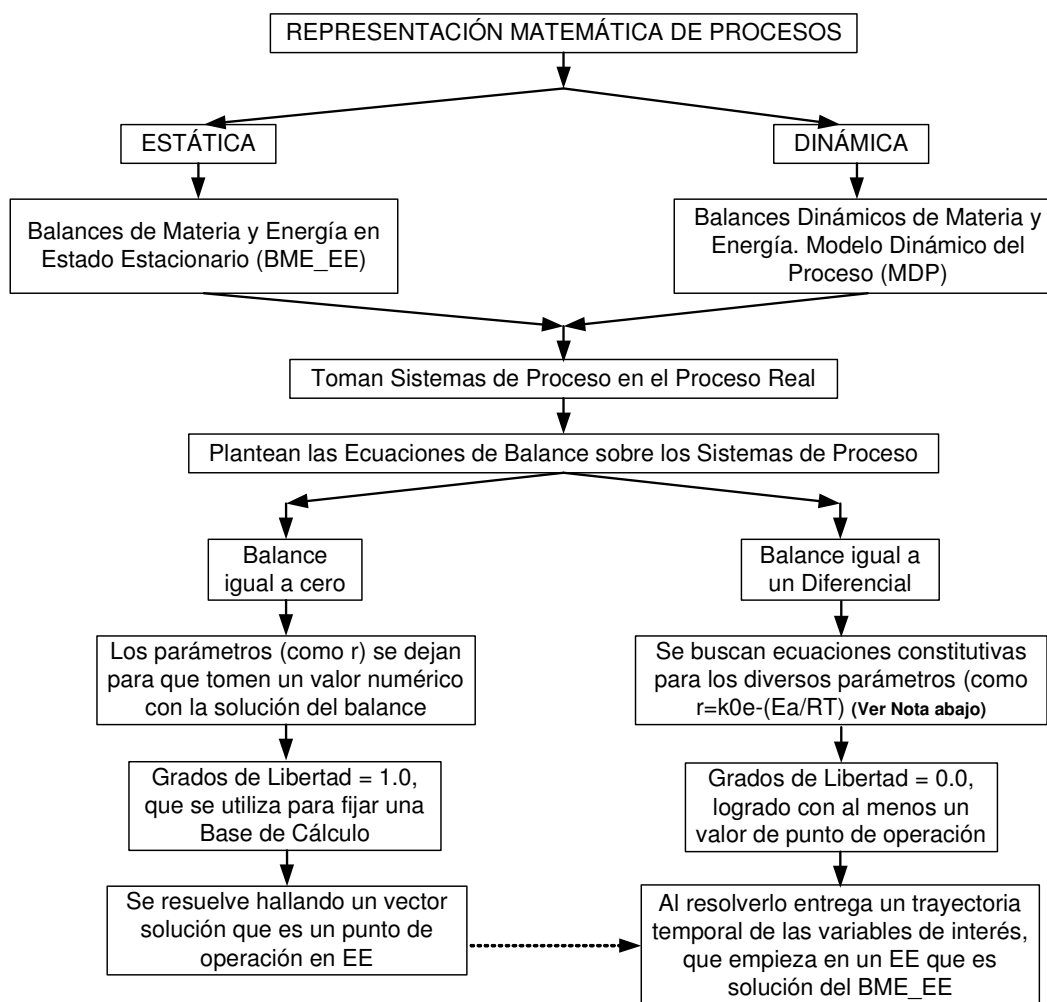 REPRESENTACIÓN MATEMÁTICA DE PROCESOS
ESTÁTICA
DINÁMICA
Balances de Materia y Energía en
Estado Estacionario (BME_EE)
Balances Dinámicos de Materia y
Energía. Modelo Dinámico del
Proceso (MDP)
Toman Sistemas de Proceso en el Proceso Real
Plantean las Ecuaciones de Balance sobre los Sistemas de Proceso
Balance
igual a cero
Balance igual a
un Diferencial
Los parámetros (como r) se dejan
para que tomen un valor numérico
con la solución del balance
Se buscan ecuaciones constitutivas
para los diversos parámetros (como
r=k0e-(Ea/RT) (Ver Nota abajo)
Grados de Libertad = 1.0,
que se utiliza para fijar una
Base de Cálculo
Grados de Libertad = 0.0,
logrado con al menos un
valor de punto de operación
Se resuelve hallando un vector
solución que es un punto de
operación en EE
Al resolverlo entrega un trayectoria
temporal de las variables de interés,
que empieza en un EE que es
solución del BME_EE